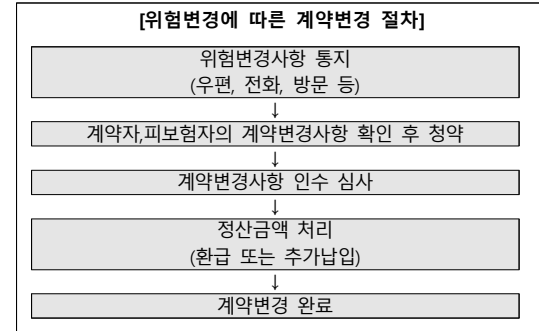 [위험변경에 따른 계약변경 절차]
위험변경사항 통지
(우편, 전화, 방문 등)
↓
계약자,피보험자의 계약변경사항 확인 후 청약
↓
계약변경사항 인수 심사
↓
정산금액 처리
(환급 또는 추가납입)
↓
계약변경 완료